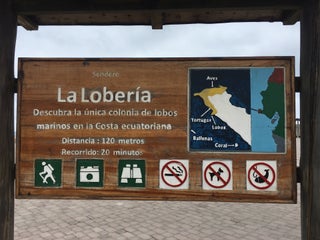 Sendero
La Lobería
Descubra la única colonia de lobos
marinos en la Costa ecuatoriana
Distancia : 120 metros
Recorrido: 20 minutos
Aves
Tortugas
Lobos
Ballenas
Coral